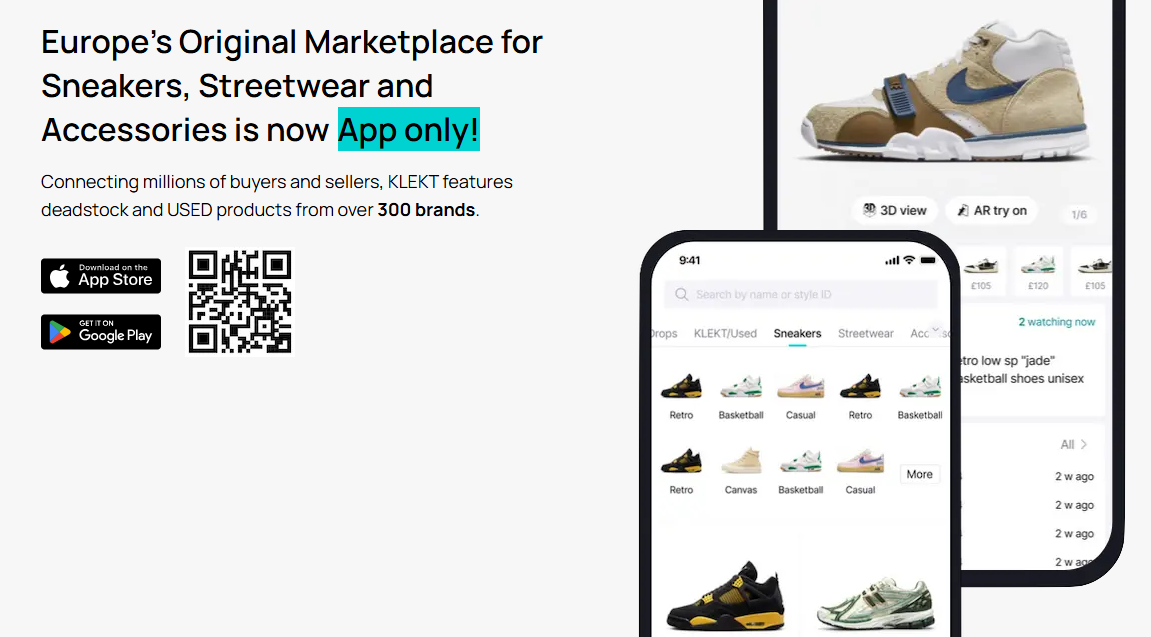 Europe's Original Marketplace for
Sneakers, Streetwear and
Accessories is now App only!
Connecting millions of buyers and sellers, KLEKT features
deadstock and USED products from over 300 brands.
Download on the
App Store
GET IT ON
Google Play
3D view
AR try on
1/6
£105
£120
£105
2 watching now
etro low sp "jade"
asketball shoes unisex
All
2 w ago
2 w ago
2 w ago
2 w ago
9:41
Search by name or style ID
Drops KLEKT/Used Sneakers Streetwear
Retro Basketball Casual Retro Basketball
Retro Canvas Basketball Casual More